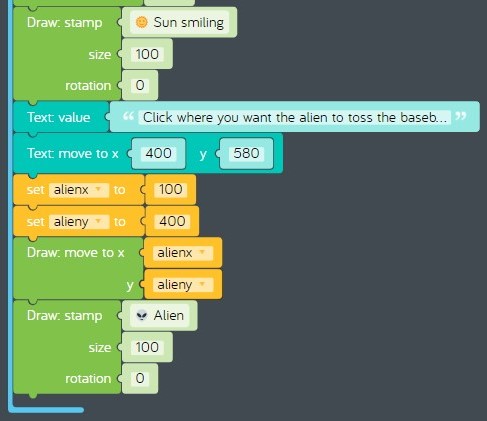 Draw: stamp Sun smiling
size 100
rotation 0
Text: value “ Click where you want the alien to toss the baseb... ”
Text: move to x 400 y 580
set alienx to 100
set alieny to 400
Draw: move to x alienx
y alieny
Draw: stamp Alien
size 100
rotation 0